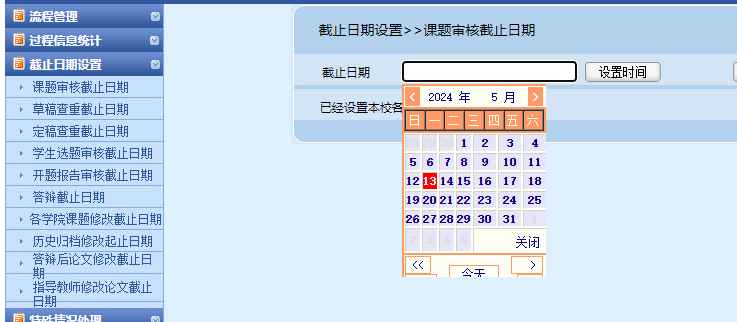 流程管理
过程信息统计
截止日期设置
课题审核截止日期
草稿查重截止日期
定稿查重截止日期
学生选题审核截止日期
开题报告审核截止日期
答辩截止日期
各学院课题修改截止日期
历史归档修改起止日期
答辩后论文修改截止日
期
指导教师修改论文截止
日期
特殊情况处理
截止日期设置>>课题审核截止日期
截止日期 设置时间
已经设置本校各
< 2024 年 5 月 >
日 一 二 三 四 五 六
28 29 30 1 2 3 4
5 6 7 8 9 10 11
12 13 14 15 16 17 18
19 20 21 22 23 24 25
26 27 28 29 30 31 1
2 3 4 5 关闭
<< 今天 >